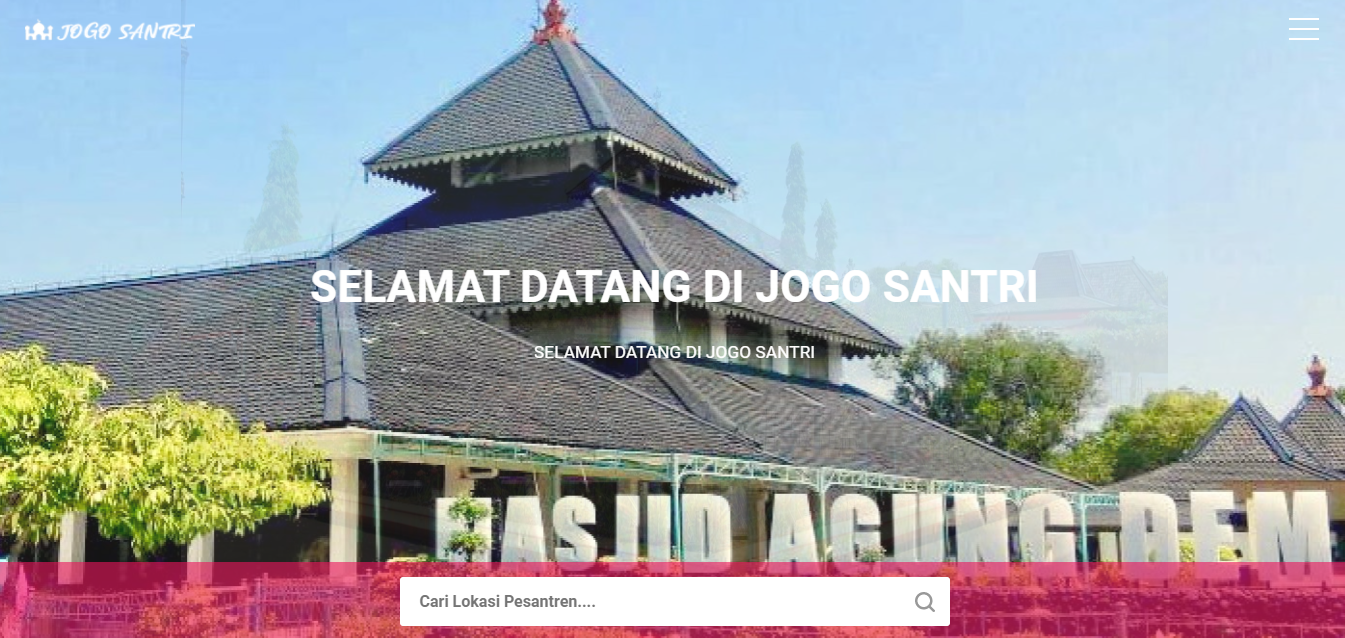 JOGO SANTRI
SELAMAT DATANG DI JOGO SANTRI
SELAMAT DATANG DI JOGO SANTRI
MASJID AGUNG DEM
Cari Lokasi Pesantren....